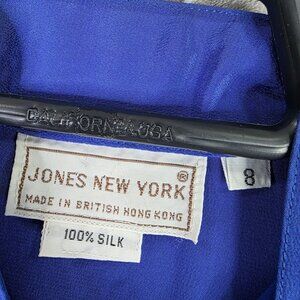 CALIFORNIA USA
JONES NEW YORK ®
MADE IN BRITISH HONG KONG
8
100% SILK